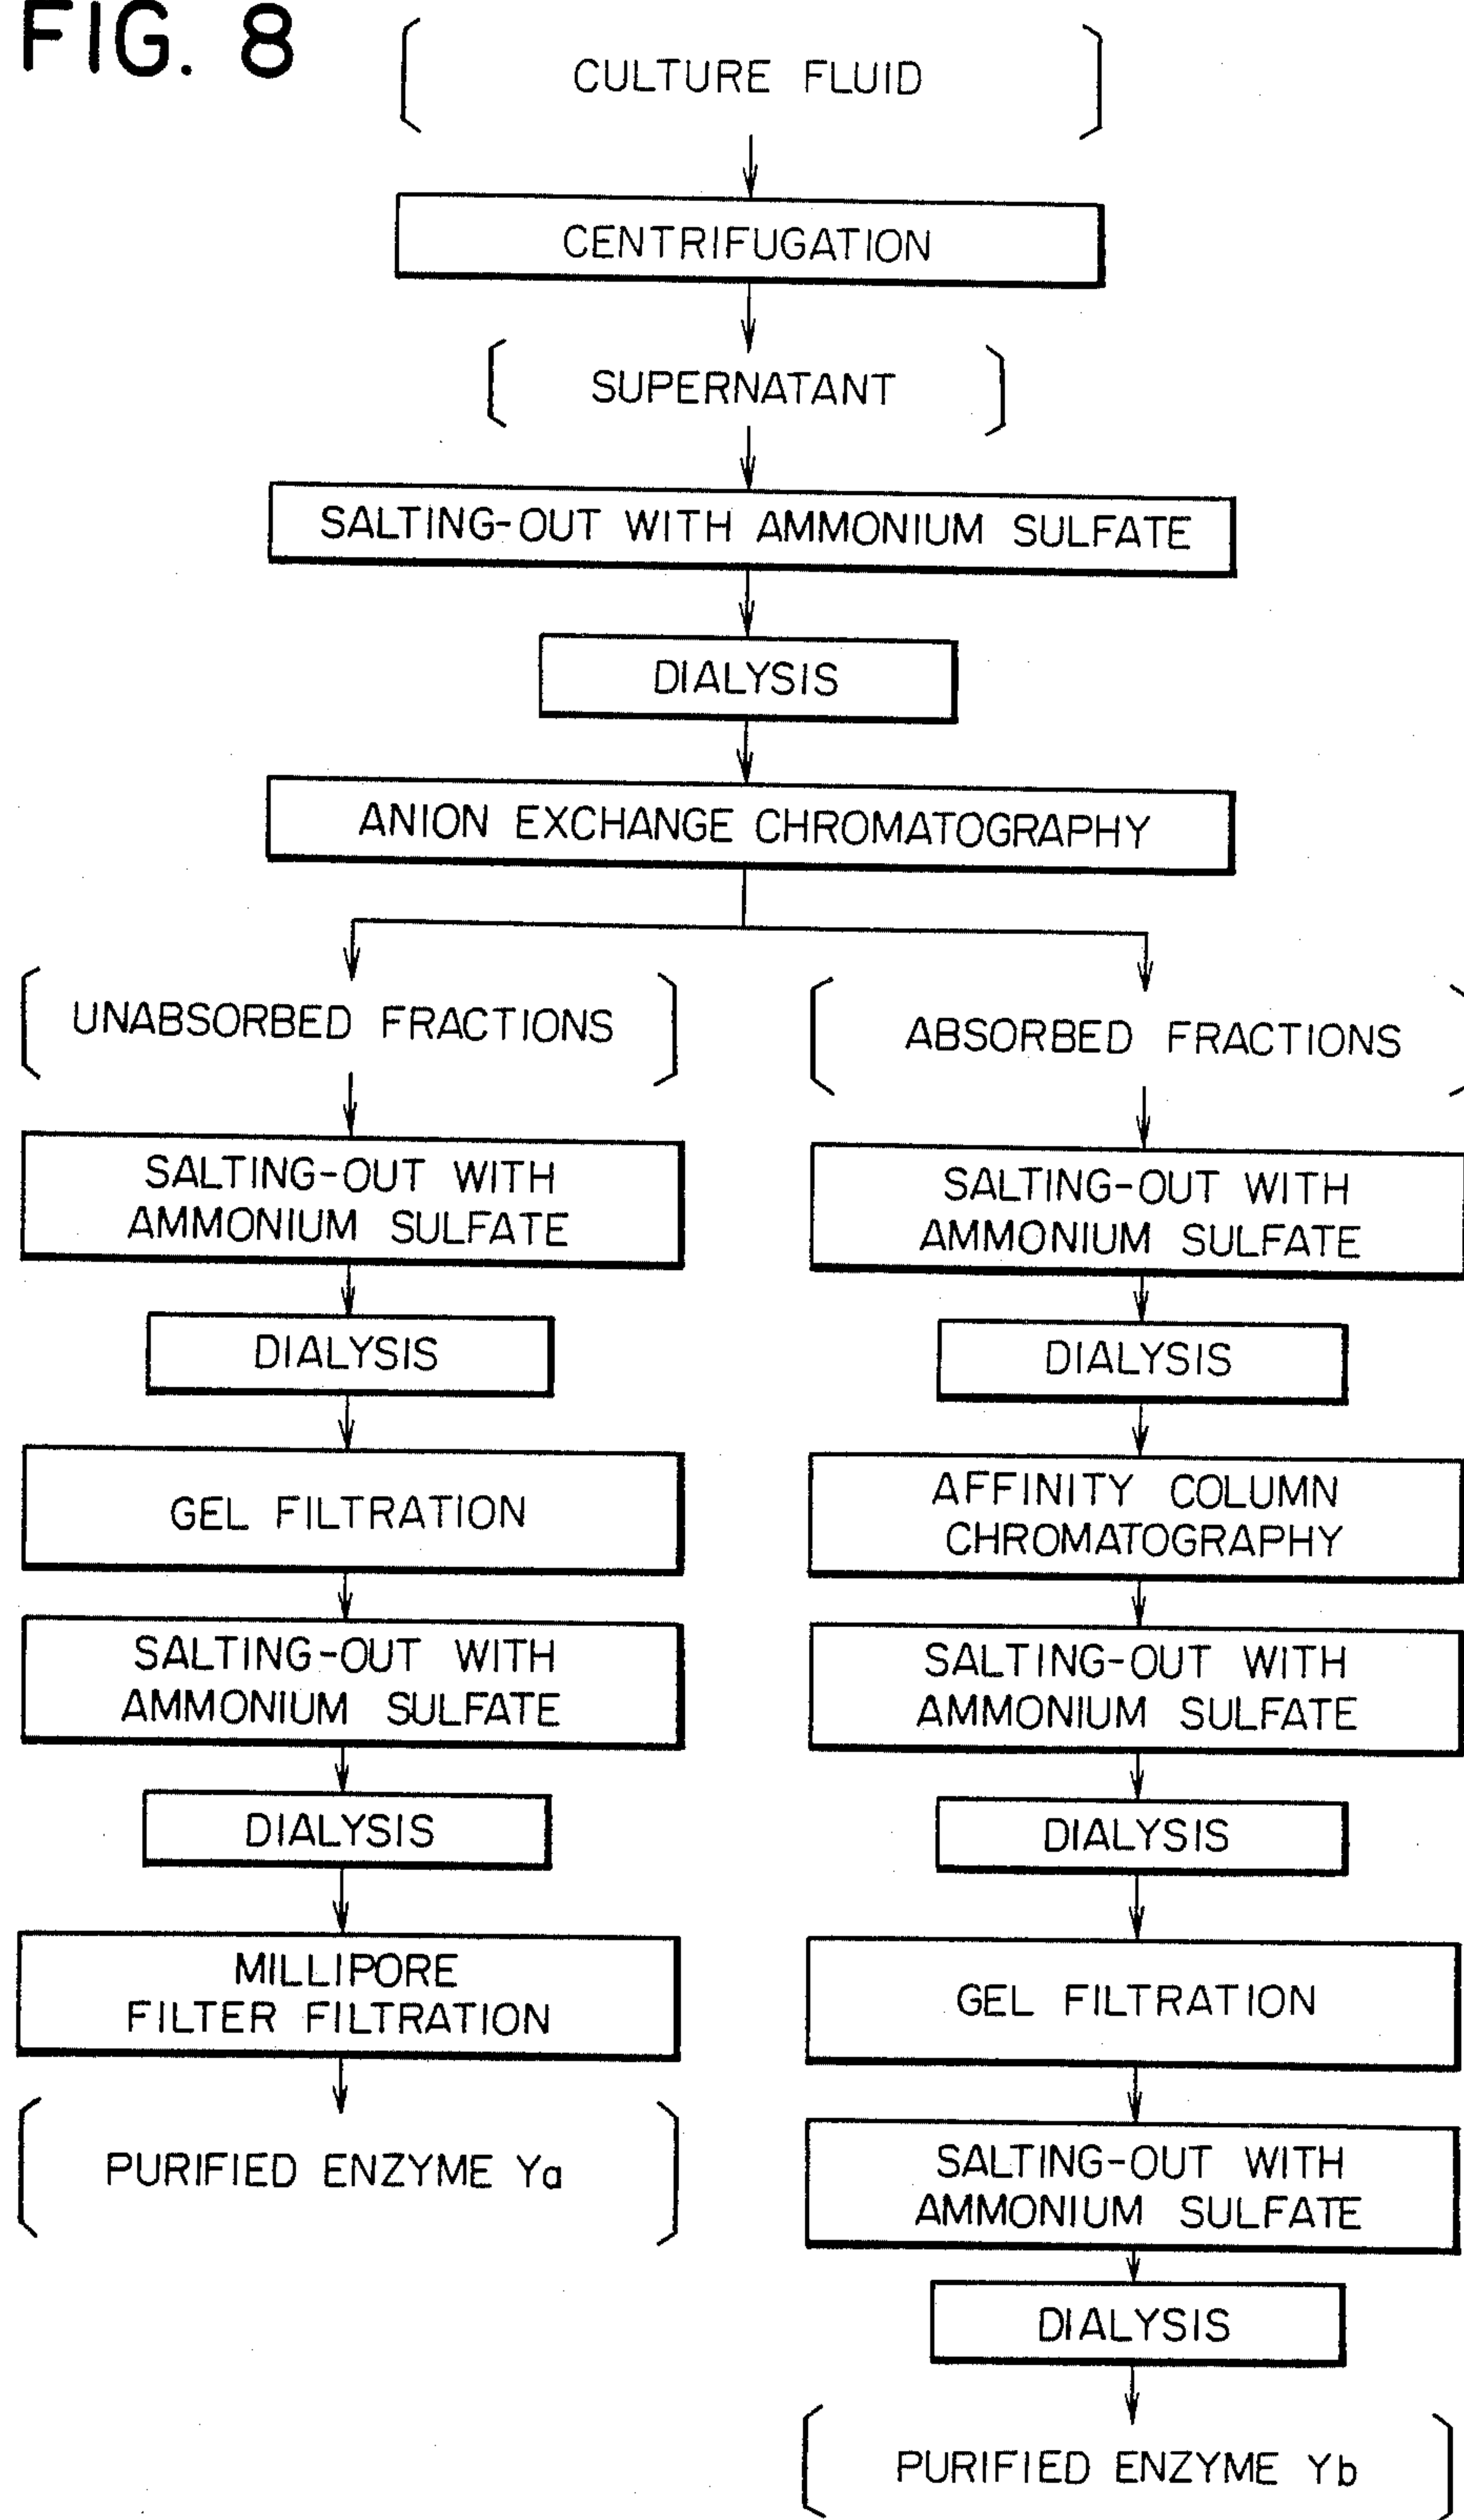 FIG. 8
CULTURE FLUID
CENTRIFUGATION
SUPERNATANT
SALTING-OUT WITH AMMONIUM SULFATE
DIALYSIS
ANION EXCHANGE CHROMATOGRAPHY
UNABSORBED FRACTIONS
SALTING-OUT WITH
AMMONIUM SULFATE
DIALYSIS
GEL FILTRATION
SALTING-OUT WITH
AMMONIUM SULFATE
DIALYSIS
MILLIPORE
FILTER FILTRATION
PURIFIED ENZYME Ya
ABSORBED FRACTIONS
SALTING-OUT WITH
AMMONIUM SULFATE
DIALYSIS
AFFINITY COLUMN
CHROMATOGRAPHY
SALTING-OUT WITH
AMMONIUM SULFATE
DIALYSIS
GEL FILTRATION
SALTING-OUT WITH
AMMONIUM SULFATE
DIALYSIS
PURIFIED ENZYME Yb